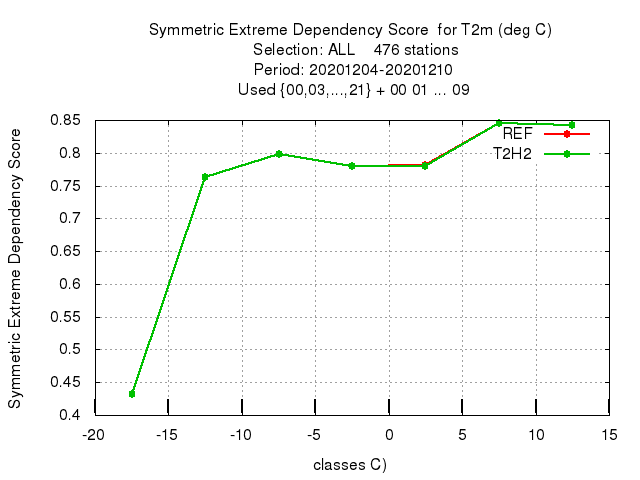 Symmetric Extreme Dependency Score  for T2m (deg C)
Selection: ALL    476 stations
Period: 20201204-20201210
Used {00,03,...,21} + 00 01 ... 09
Symmetric Extreme Dependency Score
0.85
0.8
0.75
0.7
0.65
0.6
0.55
0.5
0.45
0.4
REF
T2H2
-20 -15 -10 -5 0 5 10 15
classes C)